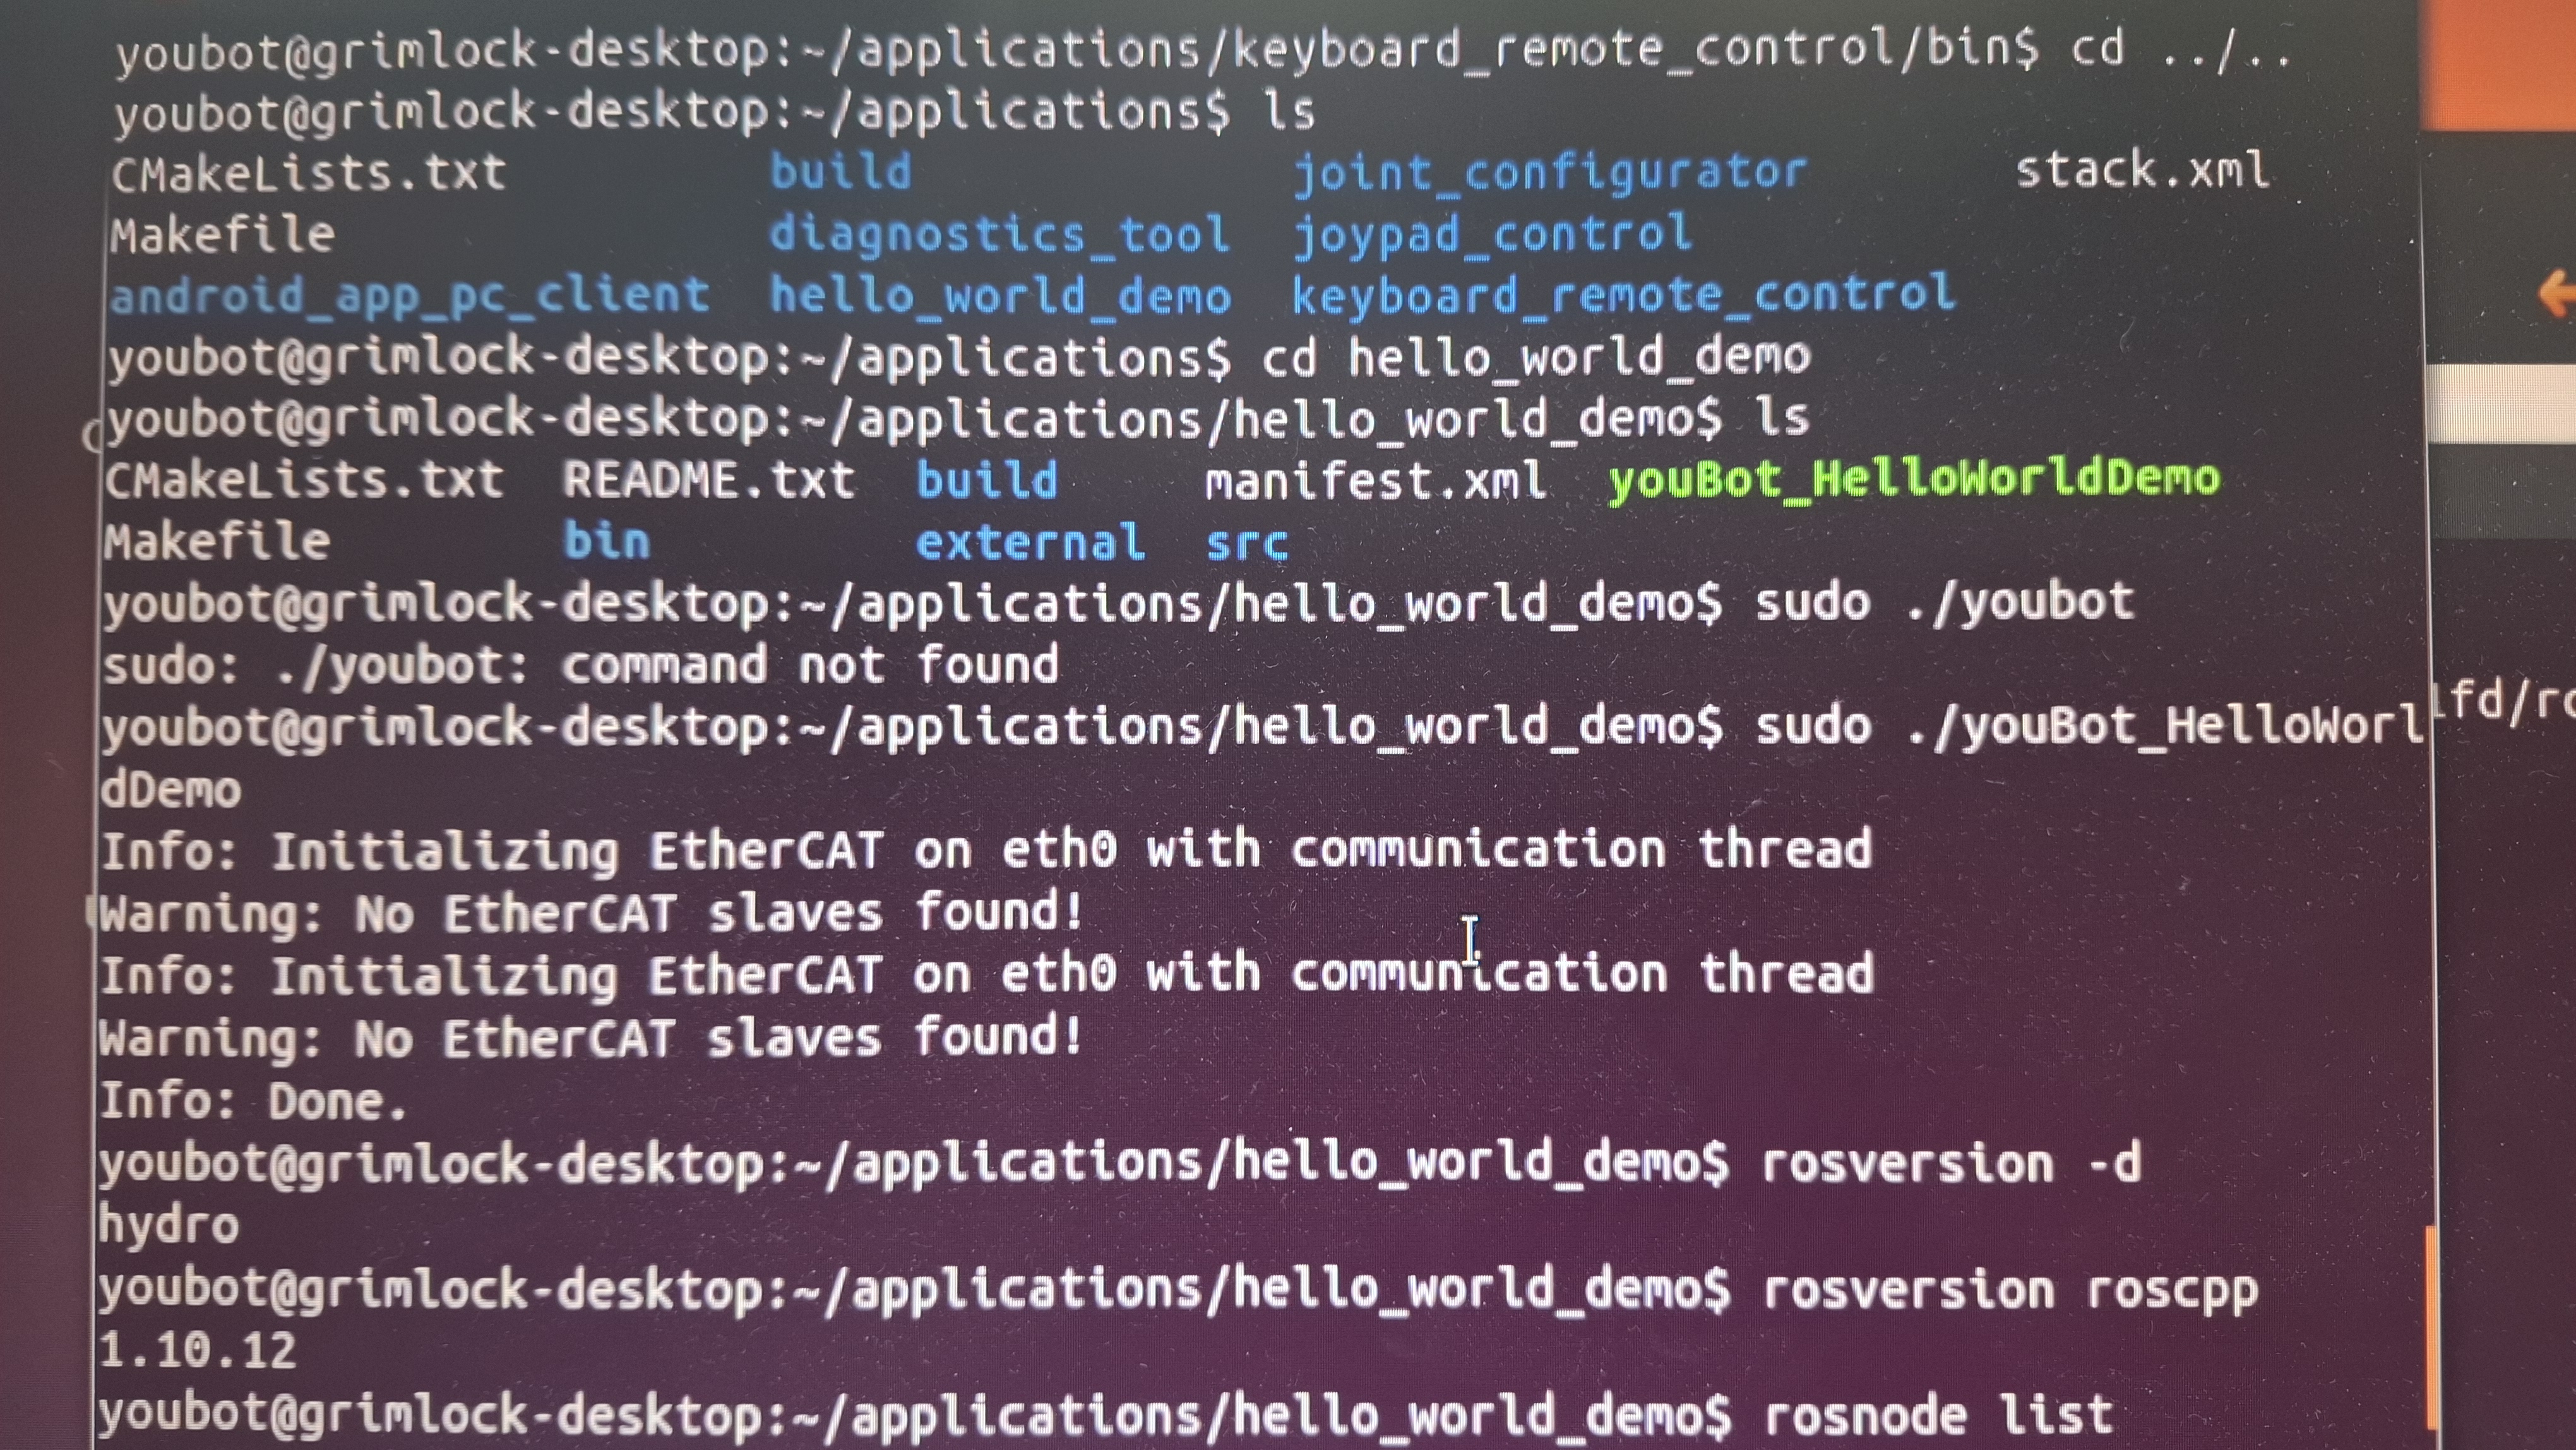 youbot@grimlock-desktop:~/applications/keyboard_remote_control/bin$ cd ../..
youbot@grimlock-desktop:~/applications$ ls
CMakeLists.txt build joint_configurator stack.xml
Makefile diagnostics_tool joypad_control
android_app_pc_client hello_world_demo keyboard_remote_control
youbot@grimlock-desktop:~/applications$ cd hello_world_demo
youbot@grimlock-desktop:~/applications/hello_world_demo$ ls
CMakeLists.txt README.txt build manifest.xml youBot_HelloWorldDemo
Makefile bin external src
youbot@grimlock-desktop:~/applications/hello_world_demo$ sudo ./youbot
sudo: ./youbot: command not found
youbot@grimlock-desktop:~/applications/hello_world_demo$ sudo ./youBot_HelloWorl
dDemo
Info: Initializing EtherCAT on eth0 with communication thread
Warning: No EtherCAT slaves found!
Info: Initializing EtherCAT on eth0 with communication thread
Warning: No EtherCAT slaves found!
Info: Done.
youbot@grimlock-desktop:~/applications/hello_world_demo$ rosversion -d
hydro
youbot@grimlock-desktop:~/applications/hello_world_demo$ rosversion roscpp
1.10.12
youbot@grimlock-desktop:~/applications/hello_world_demo$ rosnode list